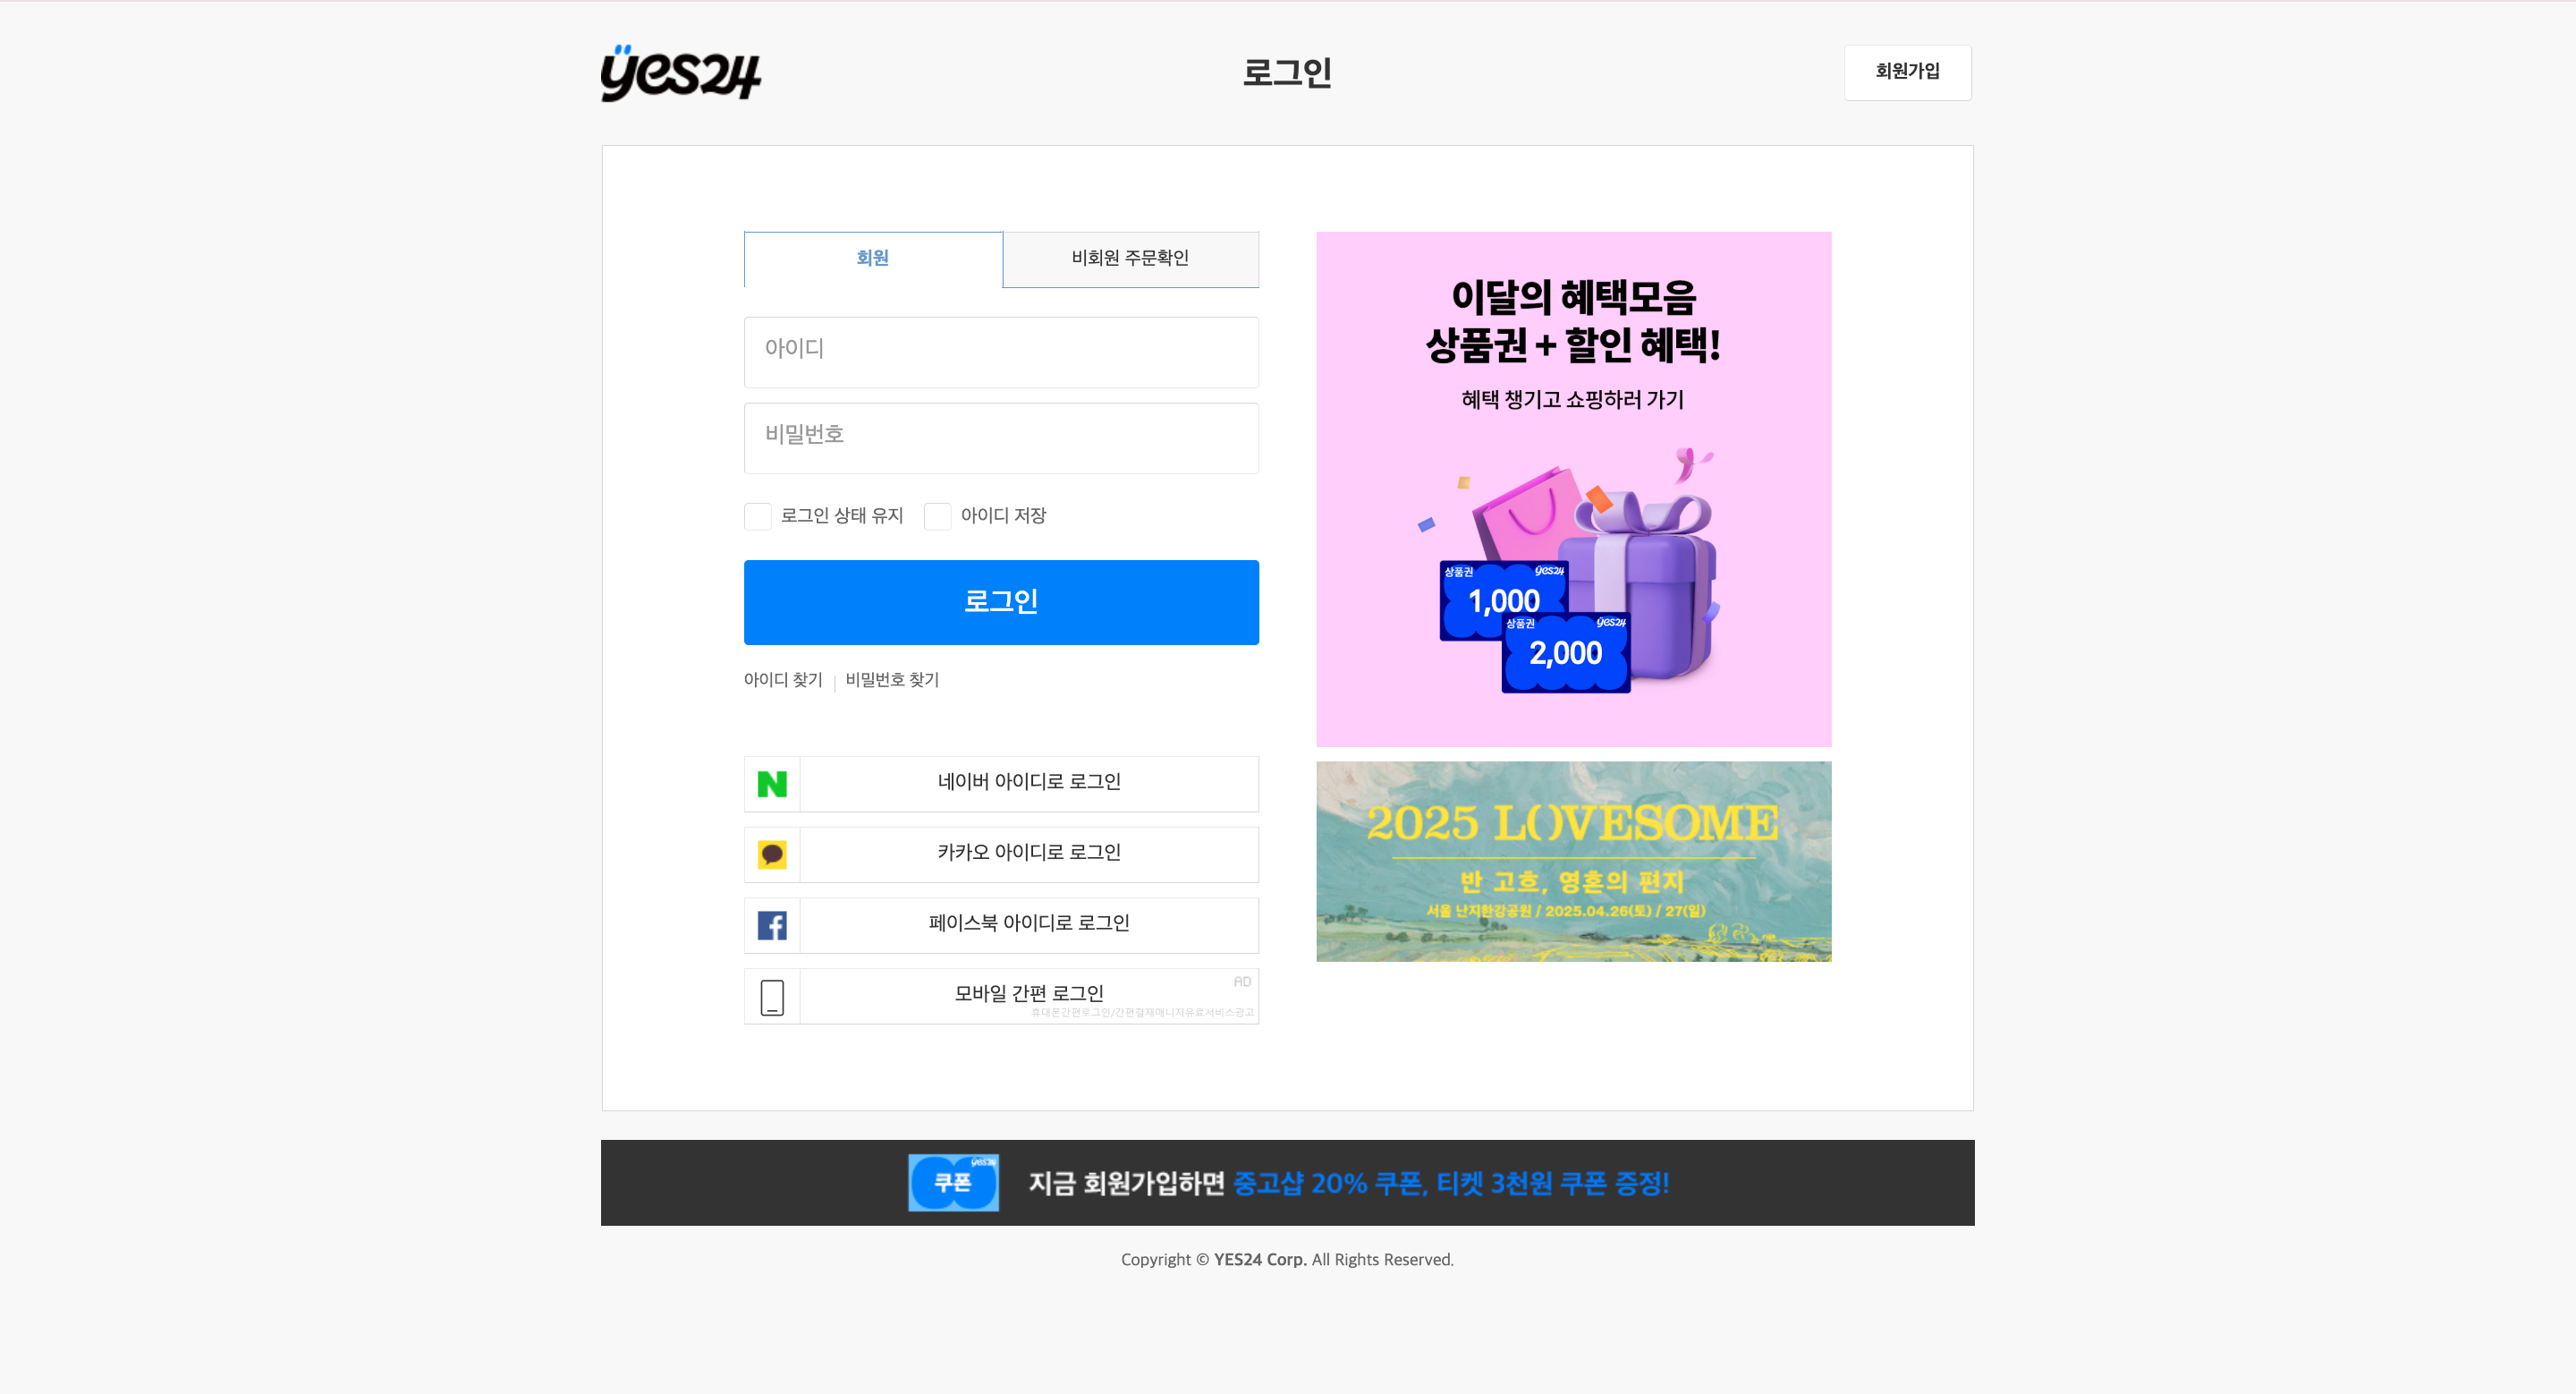 yes24
로그인
회원가입
회원
비회원 주문확인
아이디
비밀번호
로그인 상태 유지
아이디 저장
로그인
아이디 찾기
비밀번호 찾기
네이버 아이디로 로그인
카카오 아이디로 로그인
페이스북 아이디로 로그인
모바일 간편 로그인
AD
휴대폰간편로그인/간편결제매니저유료서비스광고
이달의 혜택모음
상품권 + 할인 혜택!
혜택 챙기고 쇼핑하러 가기
상품권 yes24
1,000
상품권 yes24
2,000
2025 L()VESOME
반 고흐, 영혼의 편지
서울 난지한강공원 / 2025.04.26(토) / 27(일)
yes24
쿠폰
지금 회원가입하면 중고샵 20% 쿠폰, 티켓 3천원 쿠폰 증정!
Copyright © YES24 Corp. All Rights Reserved.